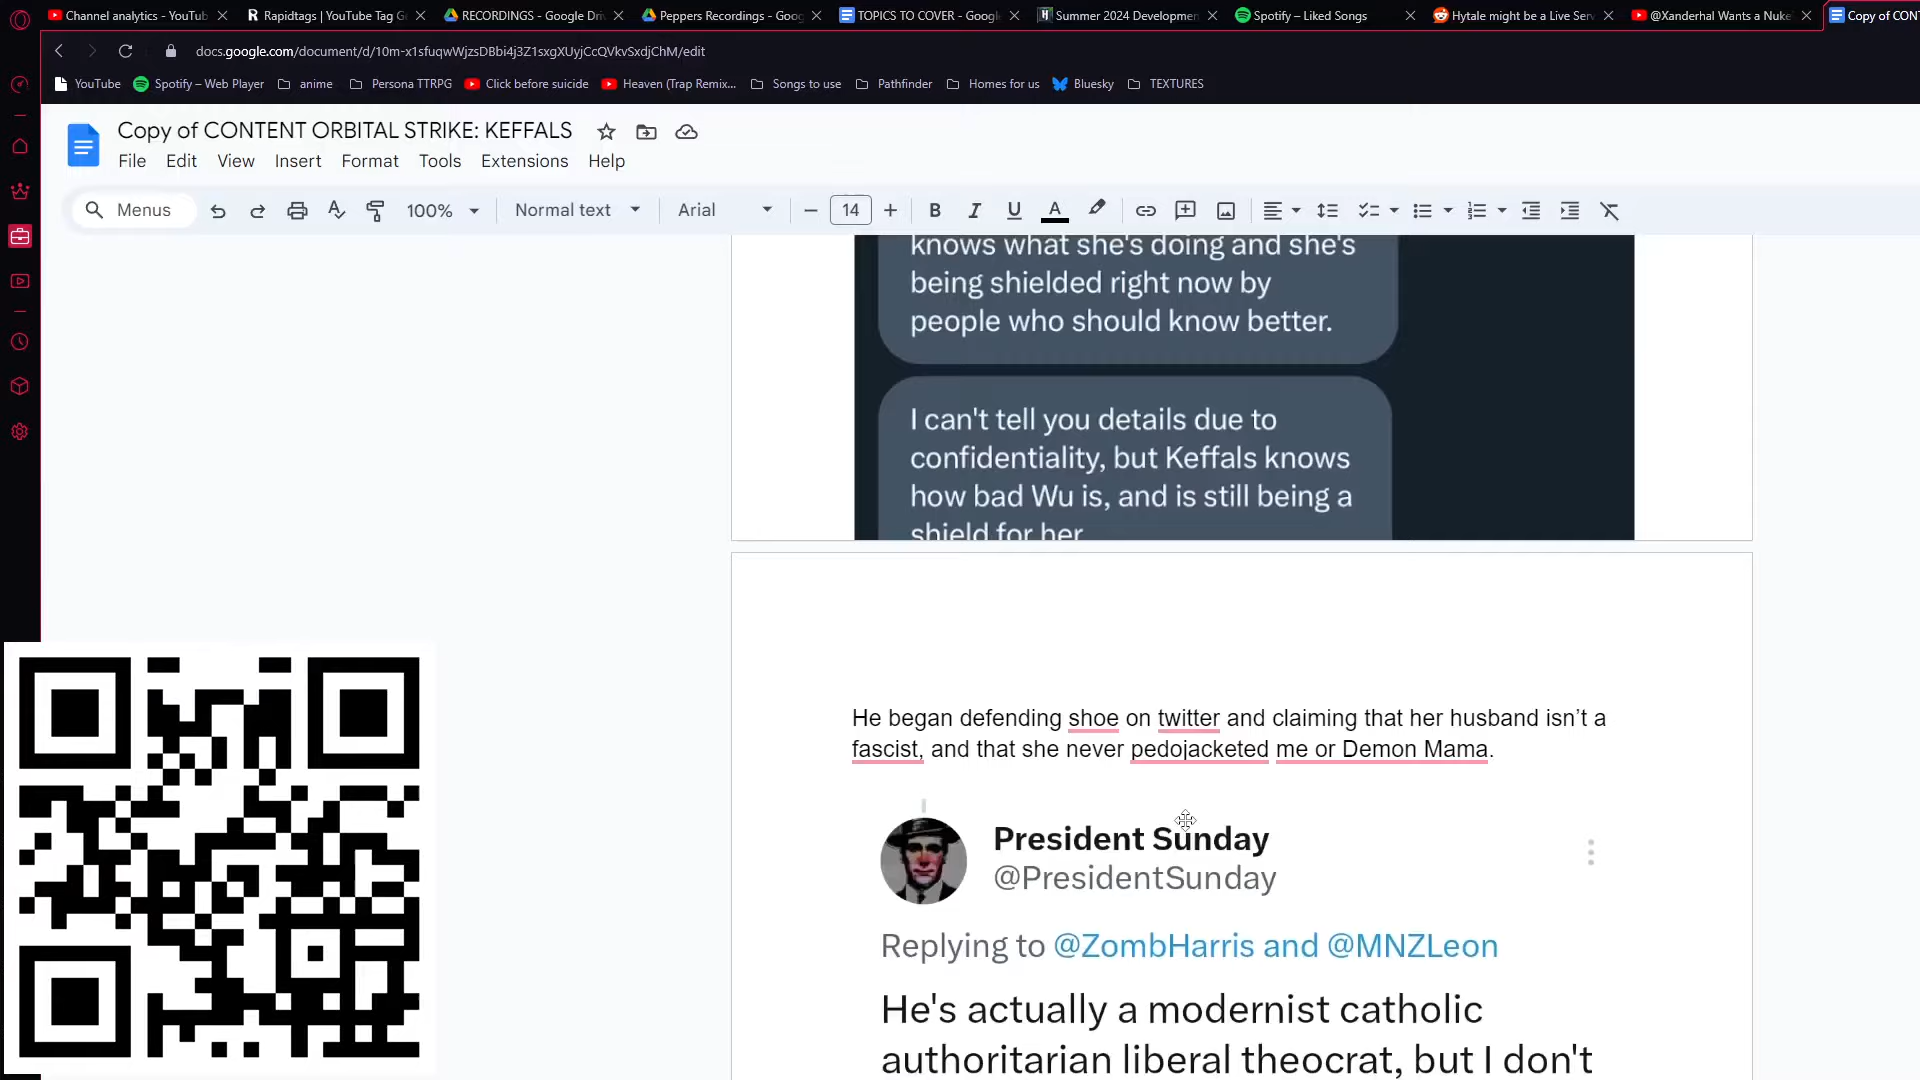 Channel analytics - YouTub
Rapidtags | YouTube Tag G
RECORDINGS - Google Driv
Peppers Recordings - Goog
TOPICS TO COVER - Google
Summer 2024 Developmen
Spotify – Liked Songs
Hytale might be a Live Serv
@Xanderhal Wants a Nuke
Copy of CONT
docs.google.com/document/d/10m-x1sfuqwWjzsDBbi4j3Z1sxgXUyjCcQVkvSxdjChM/edit
YouTube
Spotify – Web Player
anime
Persona TTRPG
Click before suicide
Heaven (Trap Remix...
Songs to use
Pathfinder
Homes for us
Bluesky
TEXTURES
Copy of CONTENT ORBITAL STRIKE: KEFFALS
File Edit View Insert Format Tools Extensions Help
Menus 100% Normal text Arial 14 B I U A
knows what she's doing and she's
being shielded right now by
people who should know better.
I can't tell you details due to
confidentiality, but Keffals knows
how bad Wu is, and is still being a
shield for her
He began defending shoe on twitter and claiming that her husband isn’t a
fascist, and that she never pedojacketed me or Demon Mama.
President Sunday
@PresidentSunday
Replying to @ZombHarris and @MNZLeon
He's actually a modernist catholic
authoritarian liberal theocrat, but I don't